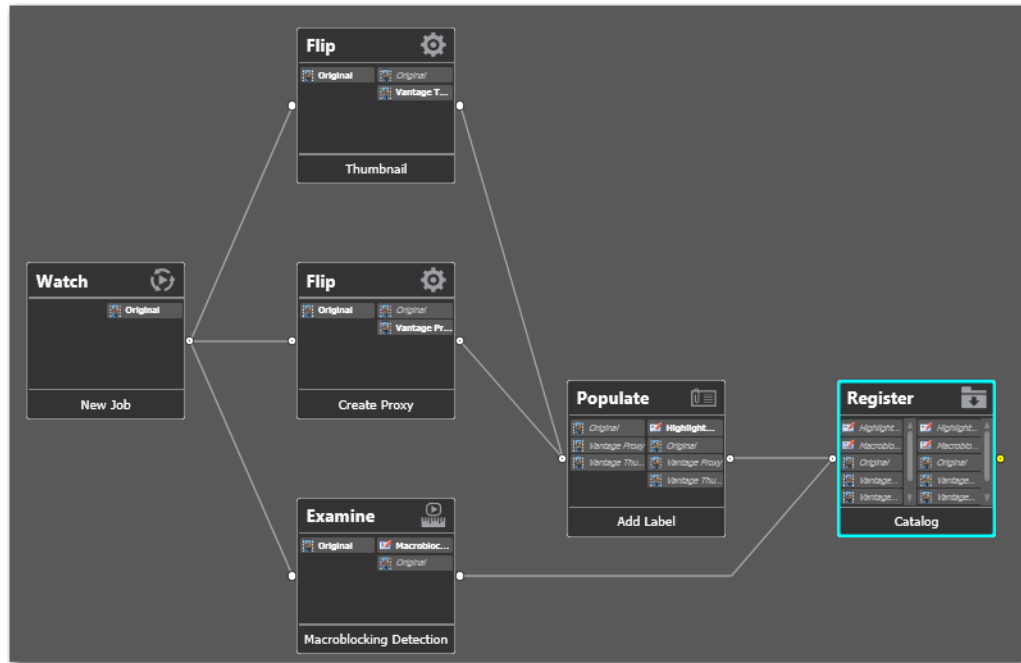 Flip
Original Original
Vantage T...
Thumbnail
Watch
Original
New Job
Flip
Original Original
Vantage Pr...
Create Proxy
Populate
Original Highlight...
Vantage Proxy Original
Vantage Thu... Vantage Proxy
Vantage Thu...
Add Label
Register
Highlight... Highlight...
Macroblo... Macroblo...
Original Original
Vantage... Vantage...
Vantage... Vantage...
Catalog
Examine
Original Macrobloc...
Original
Macroblocking Detection